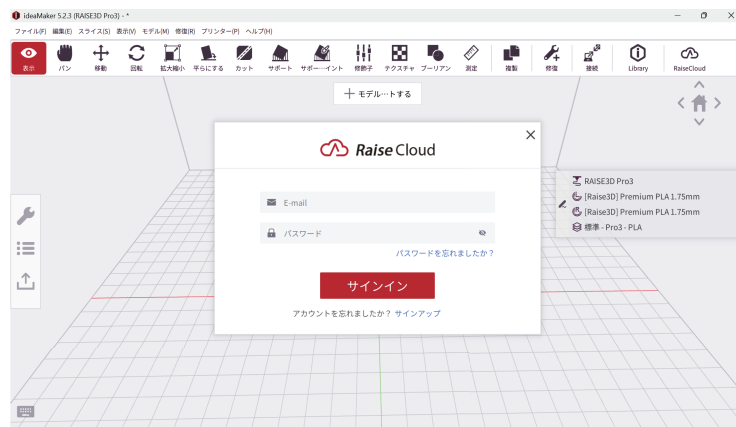 ideaMaker 5.2.3 (RAISE3D Pro3) - *
ファイル(F) 編集(E) スライス(S) 表示(V) モデル(M) 修復(R) プリンター(P) ヘルプ(H)
表示 パン 移動 回転 拡大縮小 平らにする カット サポート サポー…イント 修飾子 テクスチャ ブーリアン 測定 複製 修復 接続 Library RaiseCloud
モデル…トする
Raise Cloud
E-mail
パスワード
パスワードを忘れましたか？
サインイン
アカウントを忘れましたか？ サインアップ
RAISE3D Pro3
[Raise3D] Premium PLA 1.75mm
[Raise3D] Premium PLA 1.75mm
標準 - Pro3 - PLA